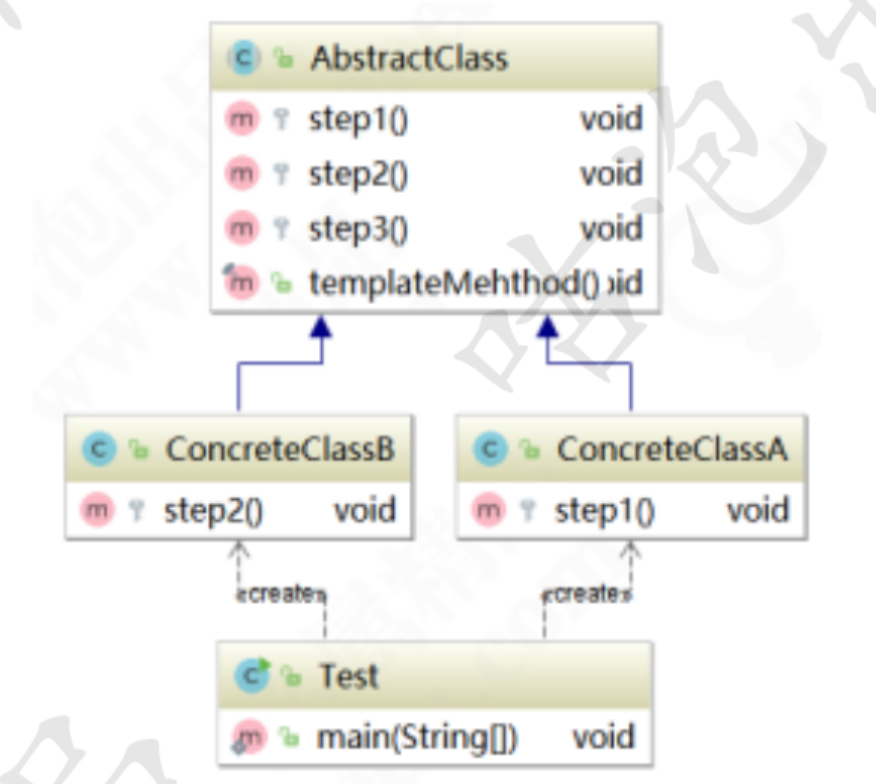 AbstractClass
step1() void
step2() void
step3() void
templateMehthod() oid
ConcreteClassB
step2() void
ConcreteClassA
step1() void
«create»
«create»
Test
main(String[]) void